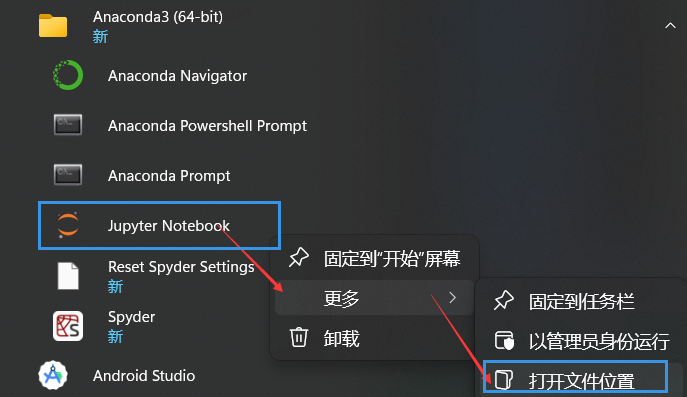 Anaconda3 (64-bit)
新
Anaconda Navigator
Anaconda Powershell Prompt
Anaconda Prompt
Jupyter Notebook
固定到“开始”屏幕
Reset Spyder Settings
新
更多
固定到任务栏
Spyder
新
卸载
以管理员身份运行
Android Studio
打开文件位置